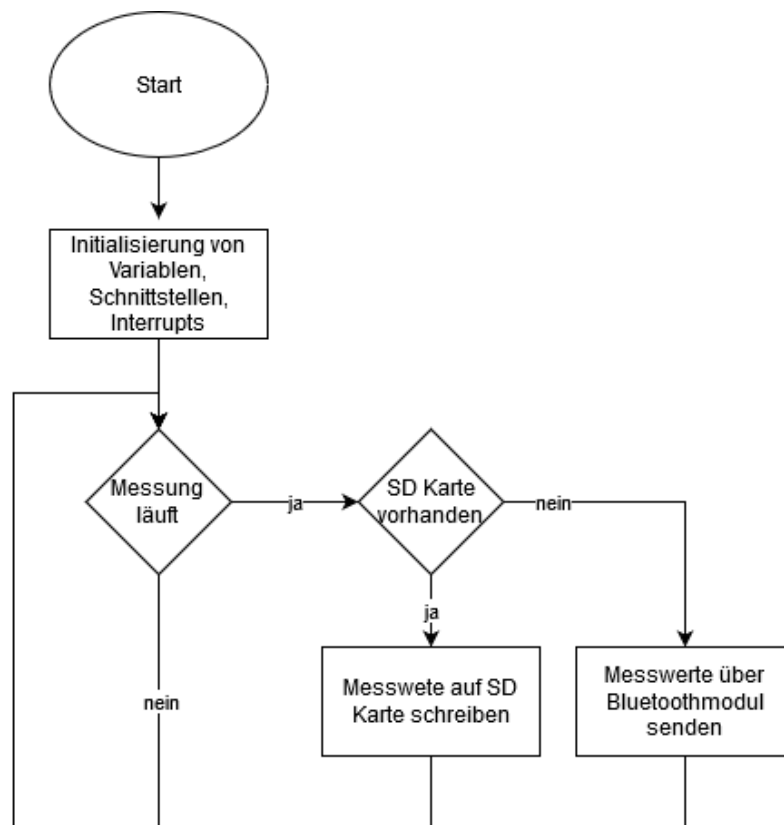 Start
Initialisierung von
Variablen,
Schnittstellen,
Interrupts
Messung
läuft
ja
SD Karte
vorhanden
nein
ja
nein
Messwete auf SD
Karte schreiben
Messwerte über
Bluetoothmodul
senden